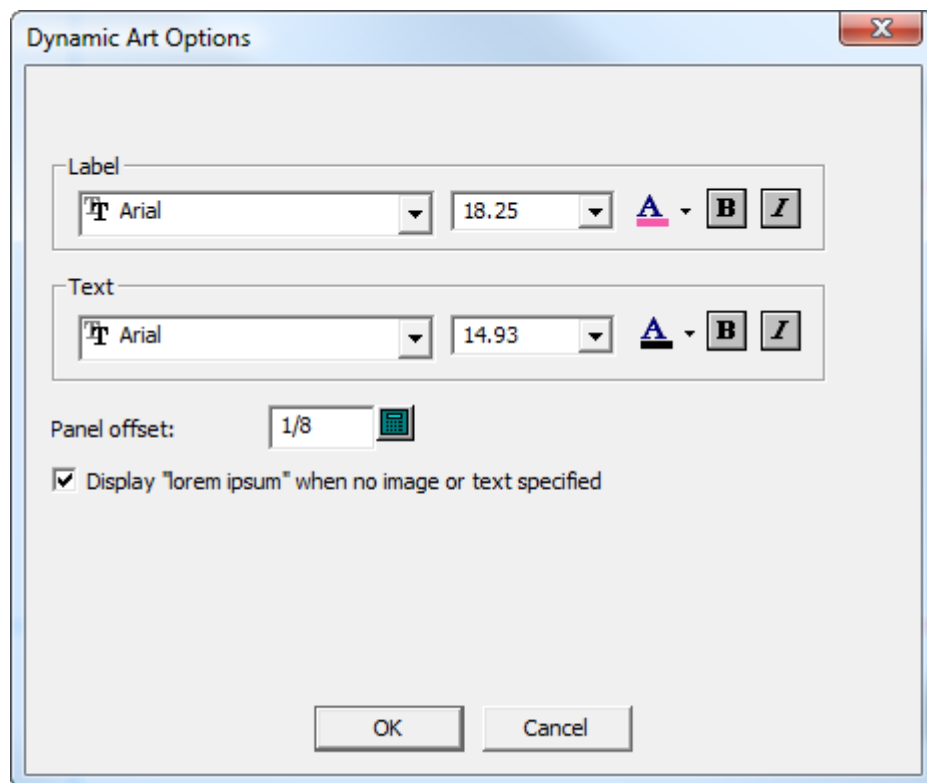 Dynamic Art Options
Label
Arial 18.25 A B I
Text
Arial 14.93 A B I
Panel offset: 1/8
Display "lorem ipsum" when no image or text specified
OK Cancel